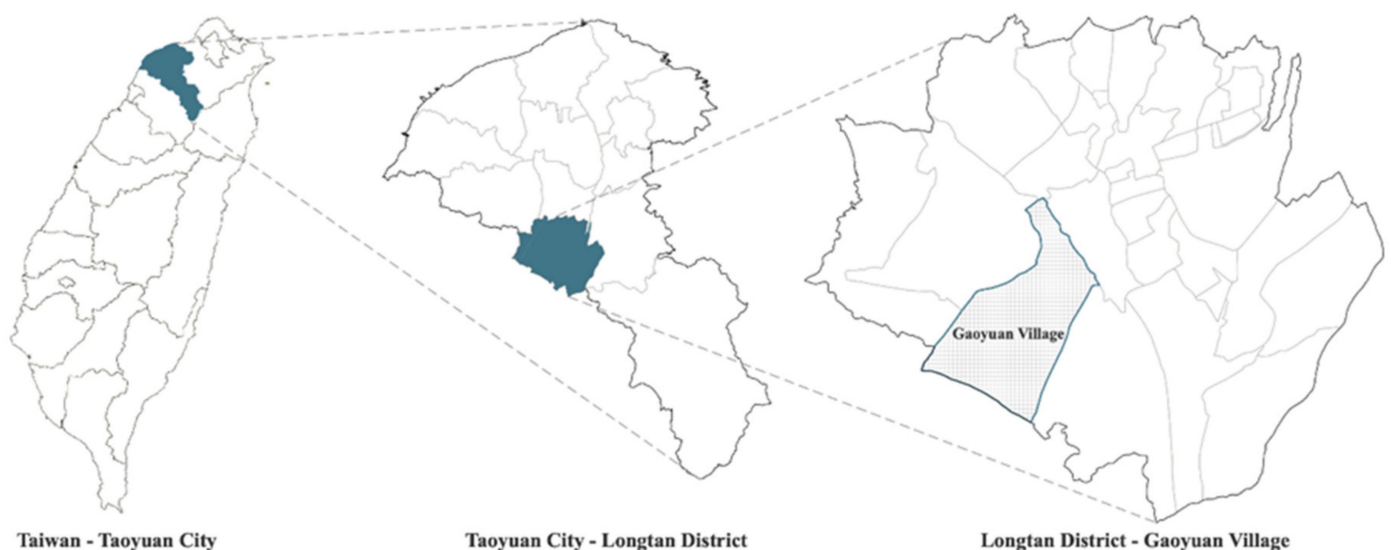 Gaoyuan Village
Taiwan - Taoyuan City
Taoyuan City - Longtan District
Longtan District - Gaoyuan Village